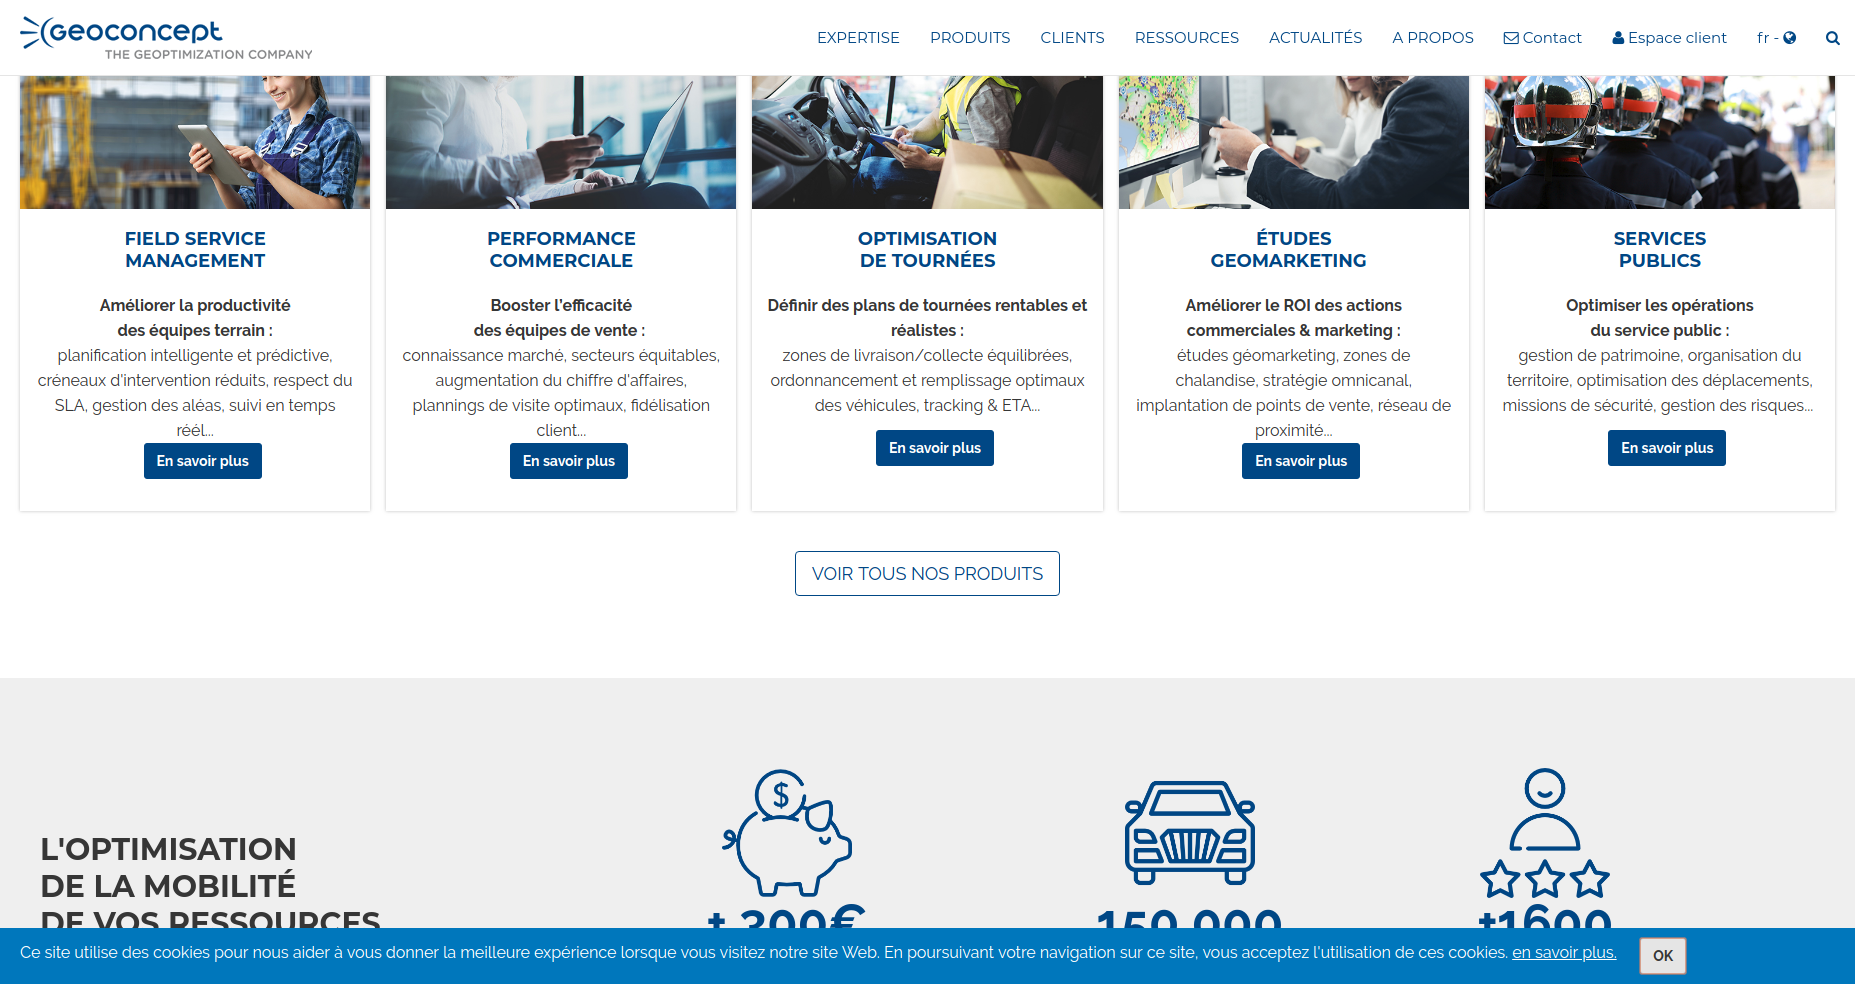 Geoconcept
THE GEOPTIMIZATION COMPANY
EXPERTISE
PRODUITS
CLIENTS
RESSOURCES
ACTUALITÉS
A PROPOS
Contact
Espace client
fr -
FIELD SERVICE
MANAGEMENT
Améliorer la productivité
des équipes terrain :
planification intelligente et prédictive,
créneaux d'intervention réduits, respect du
SLA, gestion des aléas, suivi en temps
réél...
En savoir plus
PERFORMANCE
COMMERCIALE
Booster l'efficacité
des équipes de vente :
connaissance marché, secteurs équitables,
augmentation du chiffre d'affaires,
plannings de visite optimaux, fidélisation
client...
En savoir plus
OPTIMISATION
DE TOURNÉES
Définir des plans de tournées rentables et
réalistes :
zones de livraison/collecte équilibrées,
ordonnancement et remplissage optimaux
des véhicules, tracking & ETA...
En savoir plus
ÉTUDES
GEOMARKETING
Améliorer le ROI des actions
commerciales & marketing :
études géomarketing, zones de
chalandise, stratégie omnicanal,
implantation de points de vente, réseau de
proximité...
En savoir plus
SERVICES
PUBLICS
Optimiser les opérations
du service public :
gestion de patrimoine, organisation du
territoire, optimisation des déplacements,
missions de sécurité, gestion des risques...
En savoir plus
VOIR TOUS NOS PRODUITS
L'OPTIMISATION
DE LA MOBILITÉ
DE VOS RESSOURCES
$
+ 300€
150 000
+1600
Ce site utilise des cookies pour nous aider à vous donner la meilleure expérience lorsque vous visitez notre site Web. En poursuivant votre navigation sur ce site, vous acceptez l'utilisation de ces cookies. en savoir plus.
OK